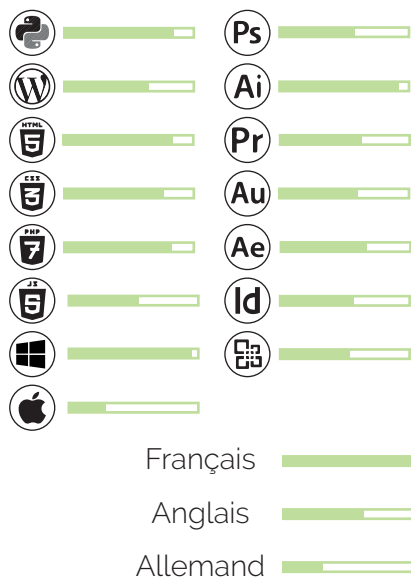 Ps
Ai
HTML
5
Pr
CSS
3
Au
PHP
7
Ae
JS
5
Id
Français
Anglais
Allemand